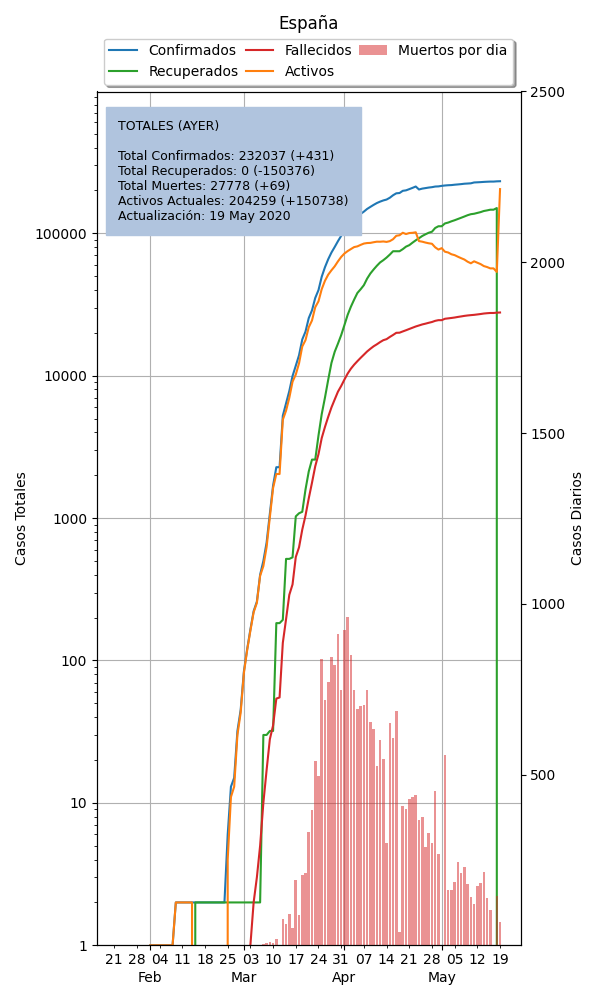 España
Confirmados Fallecidos Muertos por dia
Recuperados Activos
TOTALES (AYER)
Total Confirmados: 232037 (+431)
Total Recuperados: 0 (-150376)
Total Muertes: 27778 (+69)
Activos Actuales: 204259 (+150738)
Actualización: 19 May 2020
Casos Totales
100000
10000
1000
100
10
1
2500
2000
1500
1000
500
Casos Diarios
21 28 04 11 18 25 03 10 17 24 31 07 14 21 28 05 12 19
Feb Mar Apr May